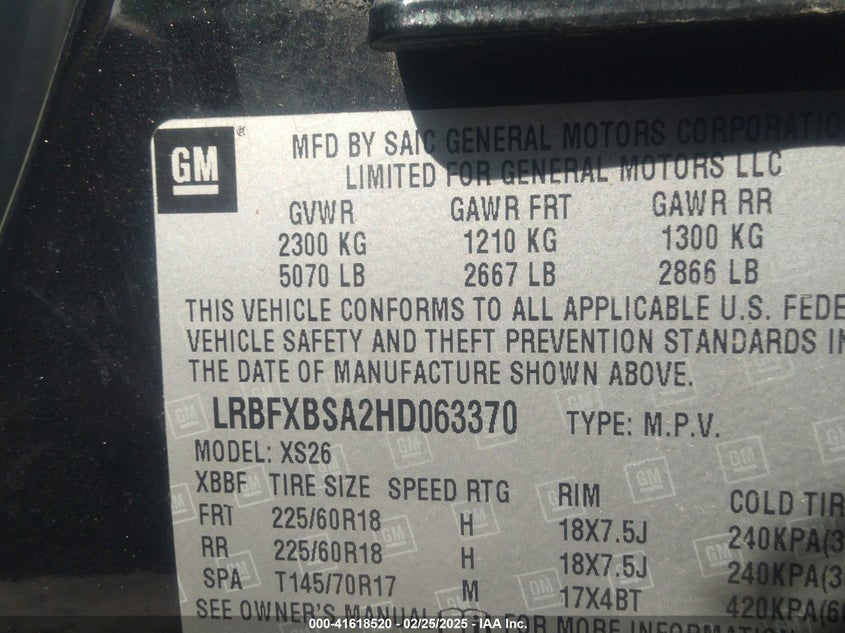 GM ®
MFD BY SAIC GENERAL MOTORS CORPORATION
LIMITED FOR GENERAL MOTORS LLC
GVWR GAWR FRT GAWR RR
2300 KG 1210 KG 1300 KG
5070 LB 2667 LB 2866 LB
THIS VEHICLE CONFORMS TO ALL APPLICABLE U.S. FEDE
VEHICLE SAFETY AND THEFT PREVENTION STANDARDS IN
THE DATE OF MANUFACTURE SHOWN ABOVE.
LRBFXBSA2HD063370 TYPE: M.P.V.
MODEL: XS26
XBBF TIRE SIZE SPEED RTG RIM COLD TIR
FRT 225/60R18 H 18X7.5J 240KPA(3
RR 225/60R18 H 18X7.5J 240KPA(3
SPA T145/70R17 M 17X4BT 420KPA(60
SEE OWNER'S MANUAL FOR MORE INFORMATION
000-41618520 - 02/25/2025 - IAA Inc.